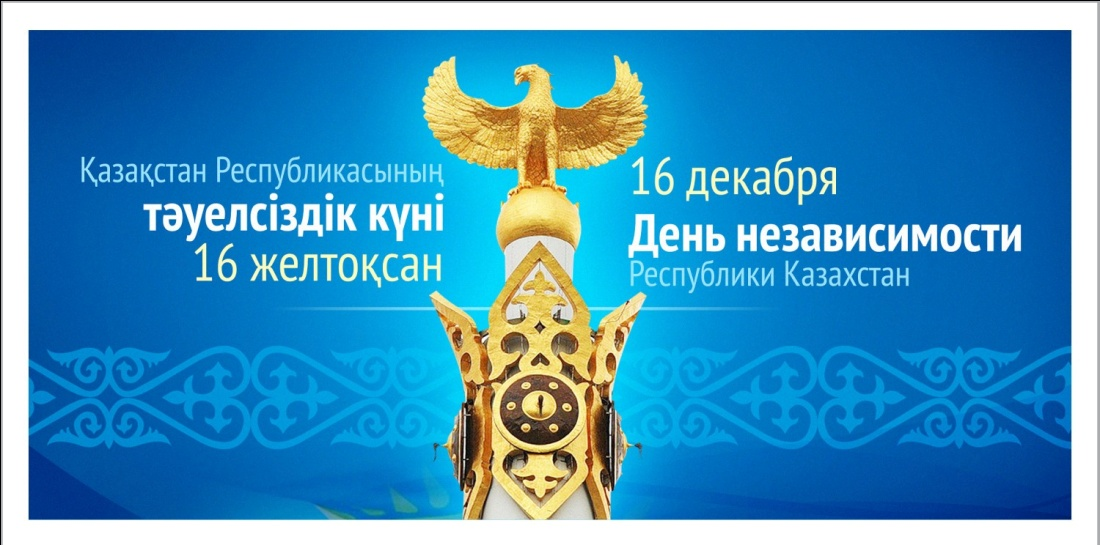 Қазақстан Республикасының
тәуелсіздік күні
16 желтоқсан
16 декабря
День независимости
Республики Казахстан